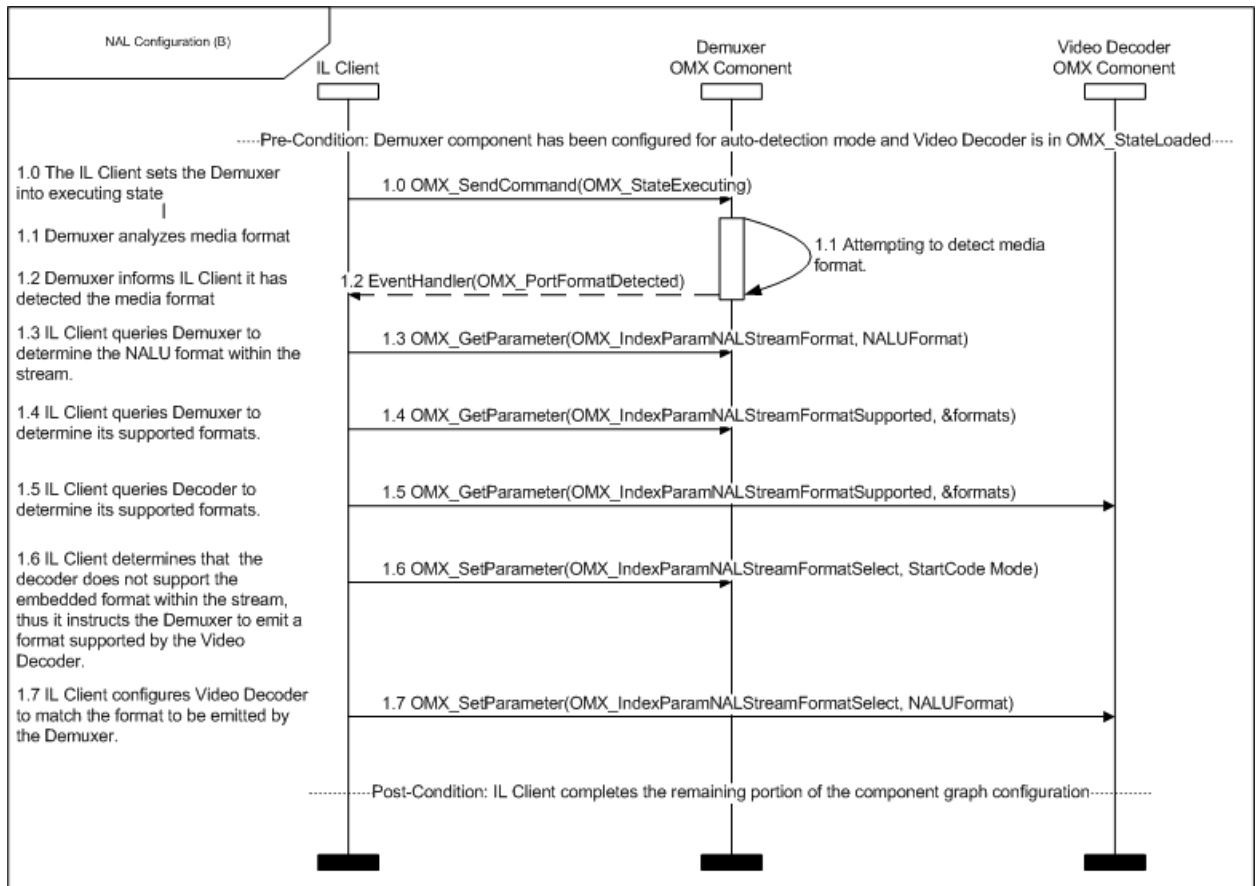 NAL Configuration (B)
IL Client
Demuxer
OMX Comonent
Video Decoder
OMX Comonent
Pre-Condition: Demuxer component has been configured for auto-detection mode and Video Decoder is in OMX_StateLoaded
1.0 The IL Client sets the Demuxer
into executing state
1.0 OMX_SendCommand(OMX_StateExecuting)
1.1 Demuxer analyzes media format
1.1 Attempting to detect media
format.
1.2 Demuxer informs IL Client it has
detected the media format
1.2 EventHandler(OMX_PortFormatDetected)
1.3 IL Client queries Demuxer to
determine the NALU format within the
stream.
1.3 OMX_GetParameter(OMX_IndexParamNALStreamFormat, NALUFormat)
1.4 IL Client queries Demuxer to
determine its supported formats.
1.4 OMX_GetParameter(OMX_IndexParamNALStreamFormatSupported, &formats)
1.5 IL Client queries Decoder to
determine its supported formats.
1.5 OMX_GetParameter(OMX_IndexParamNALStreamFormatSupported, &formats)
1.6 IL Client determines that the
decoder does not support the
embedded format within the stream,
thus it instructs the Demuxer to emit a
format supported by the Video
Decoder.
1.6 OMX_SetParameter(OMX_IndexParamNALStreamFormatSelect, StartCode Mode)
1.7 IL Client configures Video Decoder
to match the format to be emitted by
the Demuxer.
1.7 OMX_SetParameter(OMX_IndexParamNALStreamFormatSelect, NALUFormat)
Post-Condition: IL Client completes the remaining portion of the component graph configuration